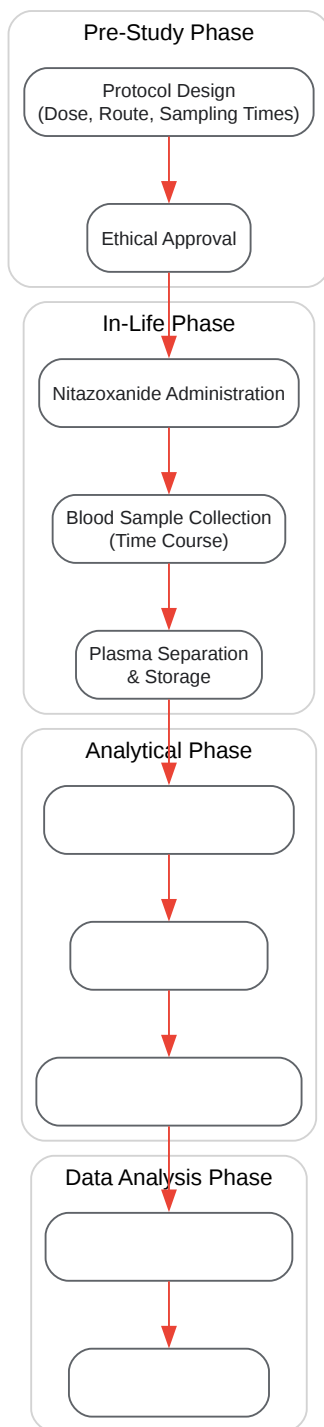 Pre-Study Phase
Protocol Design
(Dose, Route, Sampling Times)
Ethical Approval
In-Life Phase
Nitazoxanide Administration
Blood Sample Collection
(Time Course)
Plasma Separation
& Storage
Analytical Phase
Data Analysis Phase